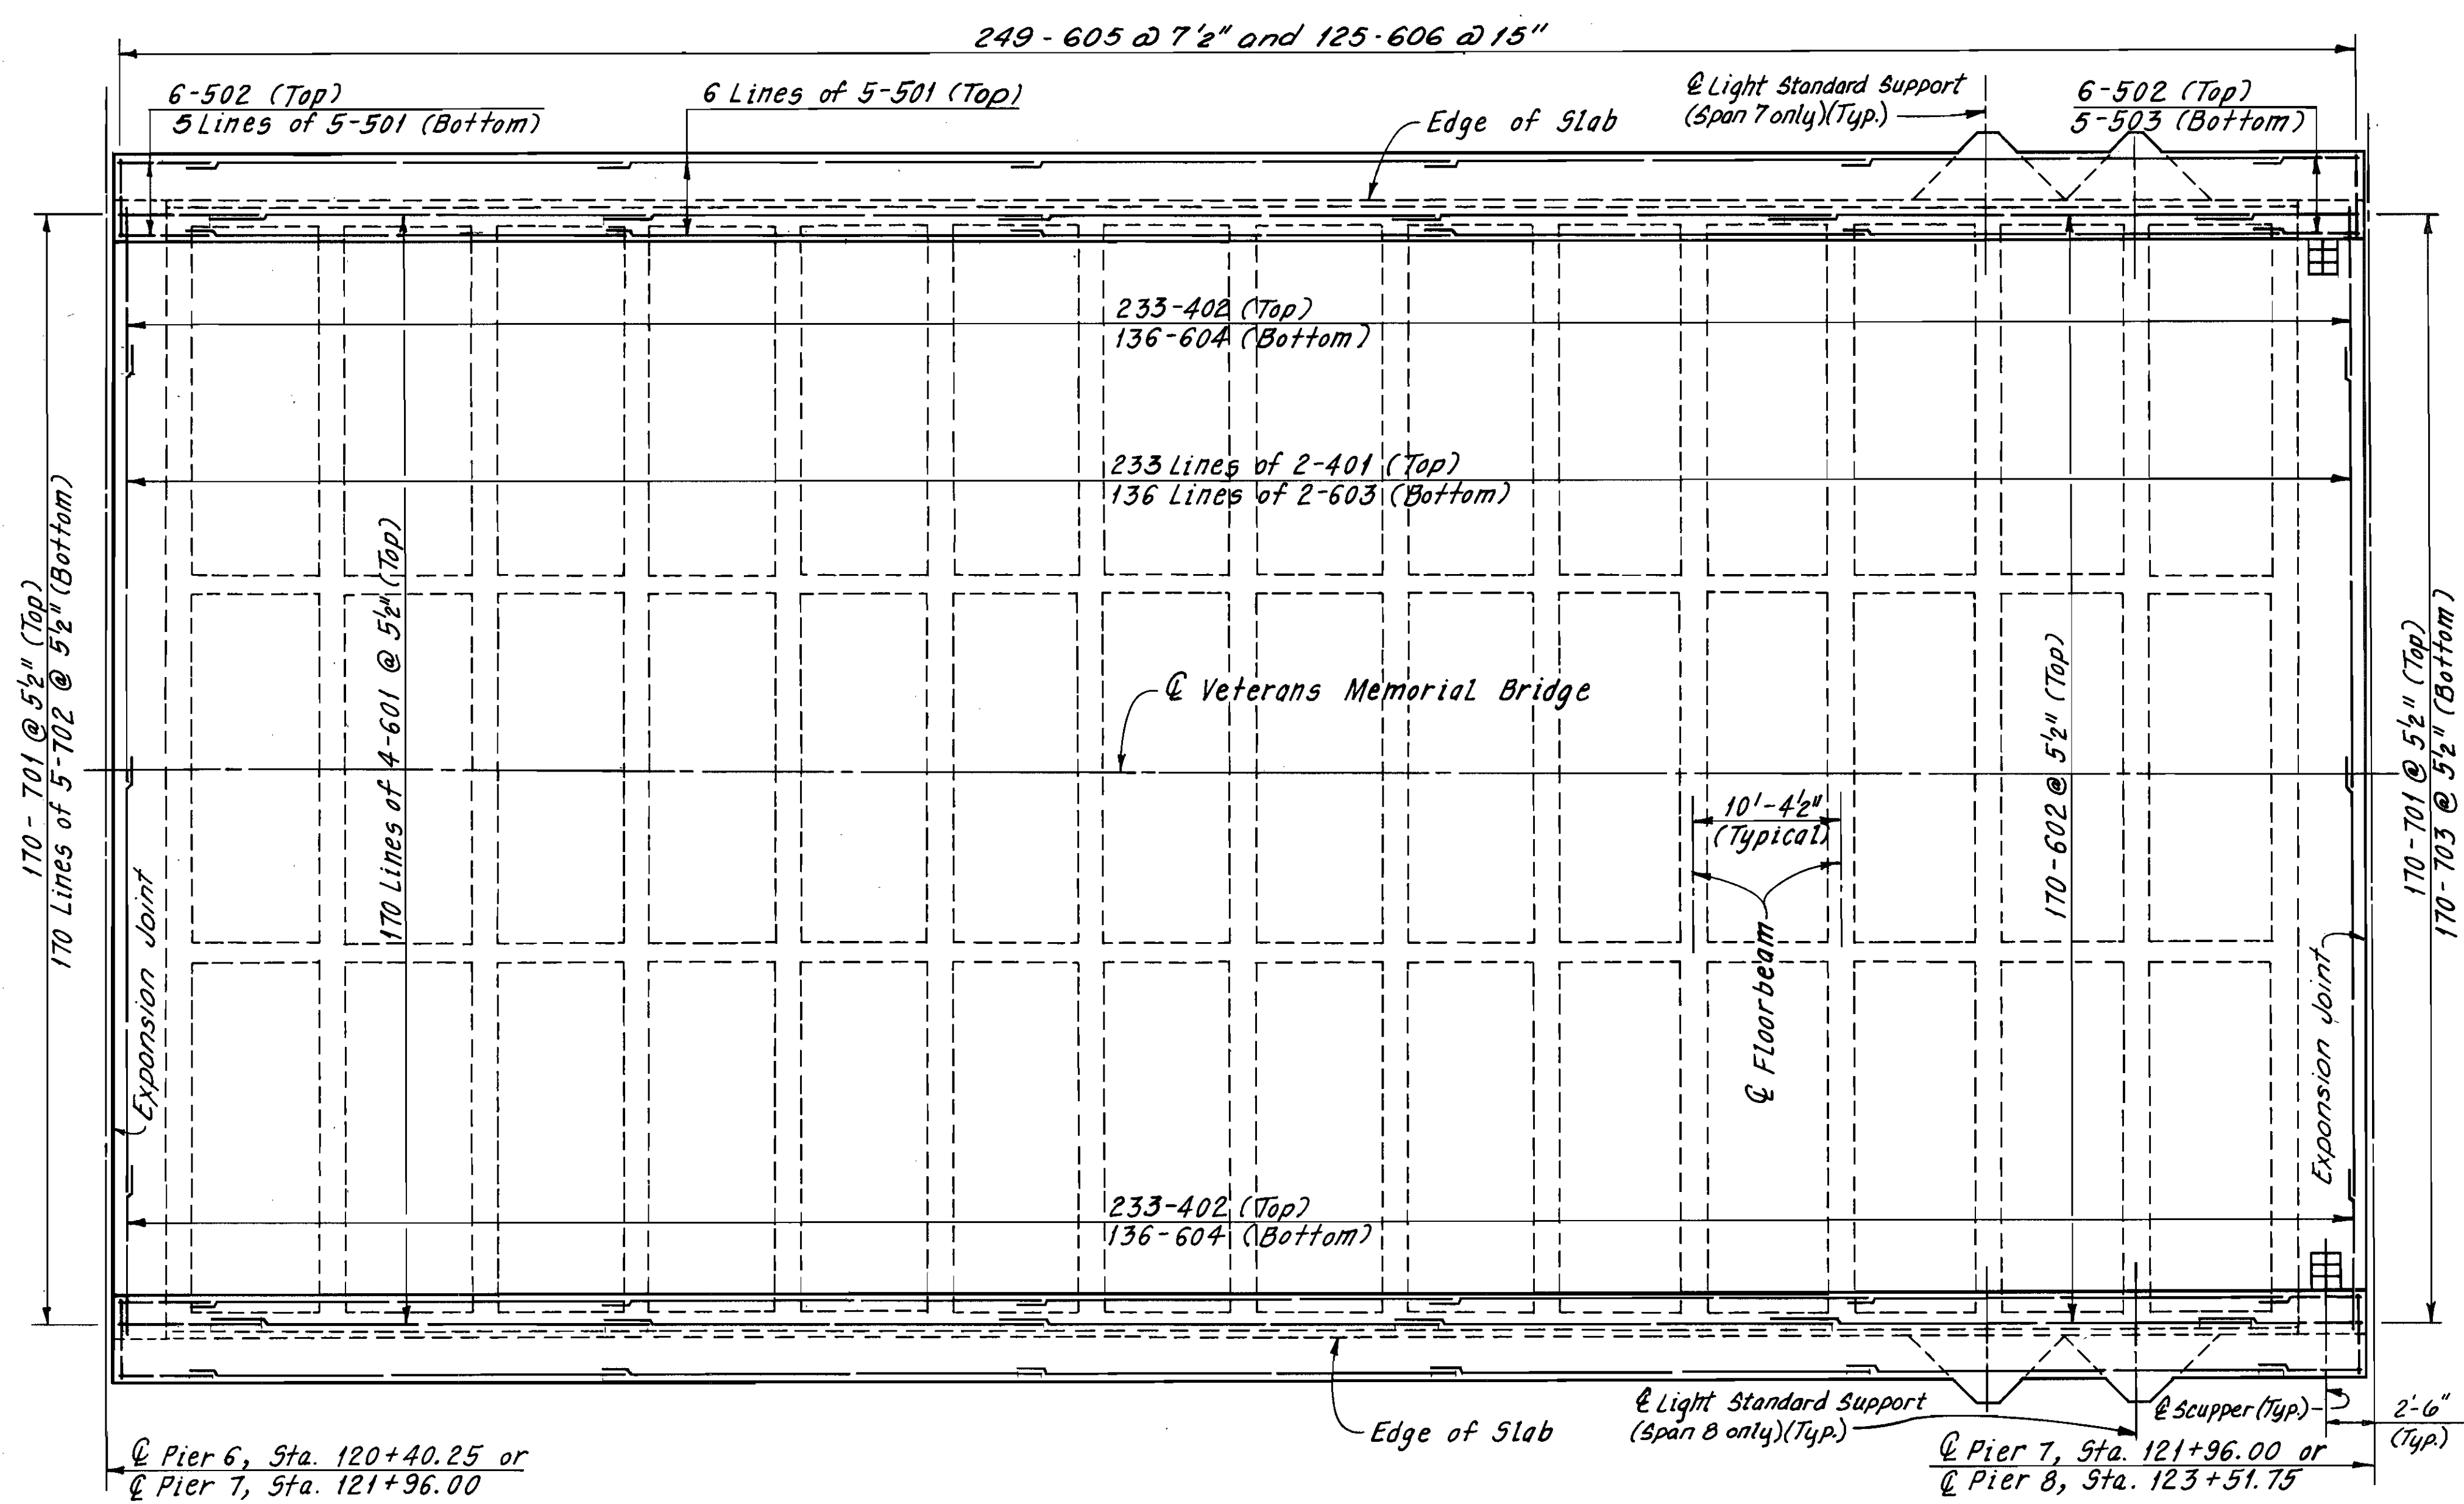 249-605 @ 7½" and 125-606 @ 15"
6-502 (Top)
5 Lines of 5-501 (Bottom)
6 Lines of 5-501 (Top)
Edge of Slab
℄ Light Standard Support
(Span 7 only)(Typ.)
6-502 (Top)
5-503 (Bottom)
233-402 (Top)
136-604 (Bottom)
233 Lines of 2-401 (Top)
136 Lines of 2-603 (Bottom)
170-701 @ 5½" (Top)
170 Lines of 5-702 @ 5½" (Bottom)
170 Lines of 4-601 @ 5½" (Top)
℄ Veterans Memorial Bridge
10'-4½"
(Typical)
℄ Floorbeam
170-602 @ 5½" (Top)
170-701 @ 5½" (Top)
170-703 @ 5½" (Bottom)
Expansion Joint
Expansion Joint
233-402 (Top)
136-604 (Bottom)
Edge of Slab
℄ Light Standard Support
(Span 8 only)(Typ.)
℄ Scupper (Typ.)
2'-6"
(Typ.)
℄ Pier 6, Sta. 120+40.25 or
℄ Pier 7, Sta. 121+96.00
℄ Pier 7, Sta. 121+96.00 or
℄ Pier 8, Sta. 123+51.75